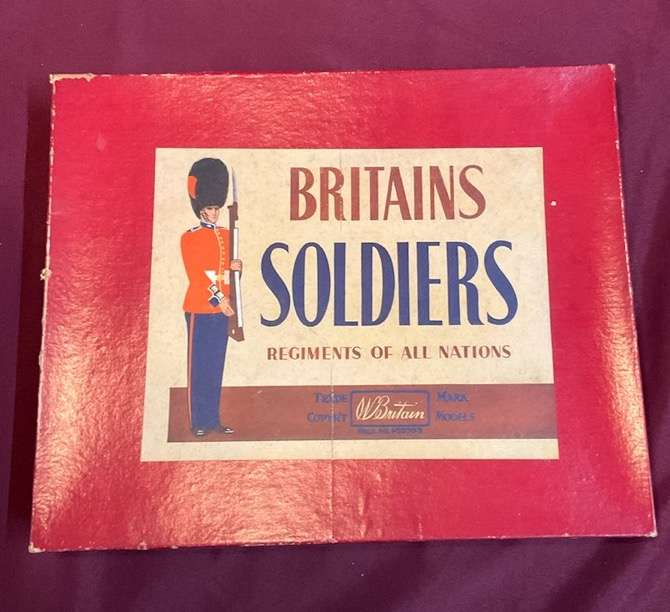 BRITAINS
SOLDIERS
REGIMENTS OF ALL NATIONS
TRADE MARK
COPYRT W. Britain MODELS